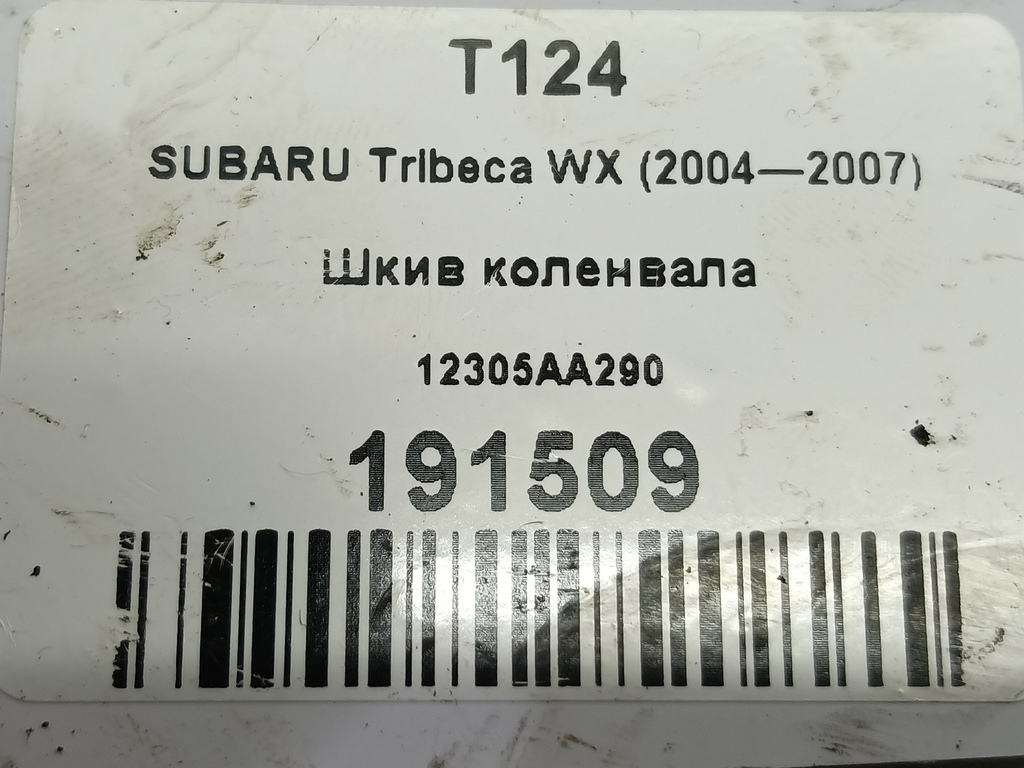 T124
SUBARU Tribeca WX (2004—2007)
Шкив коленвала
12305AA290
191509